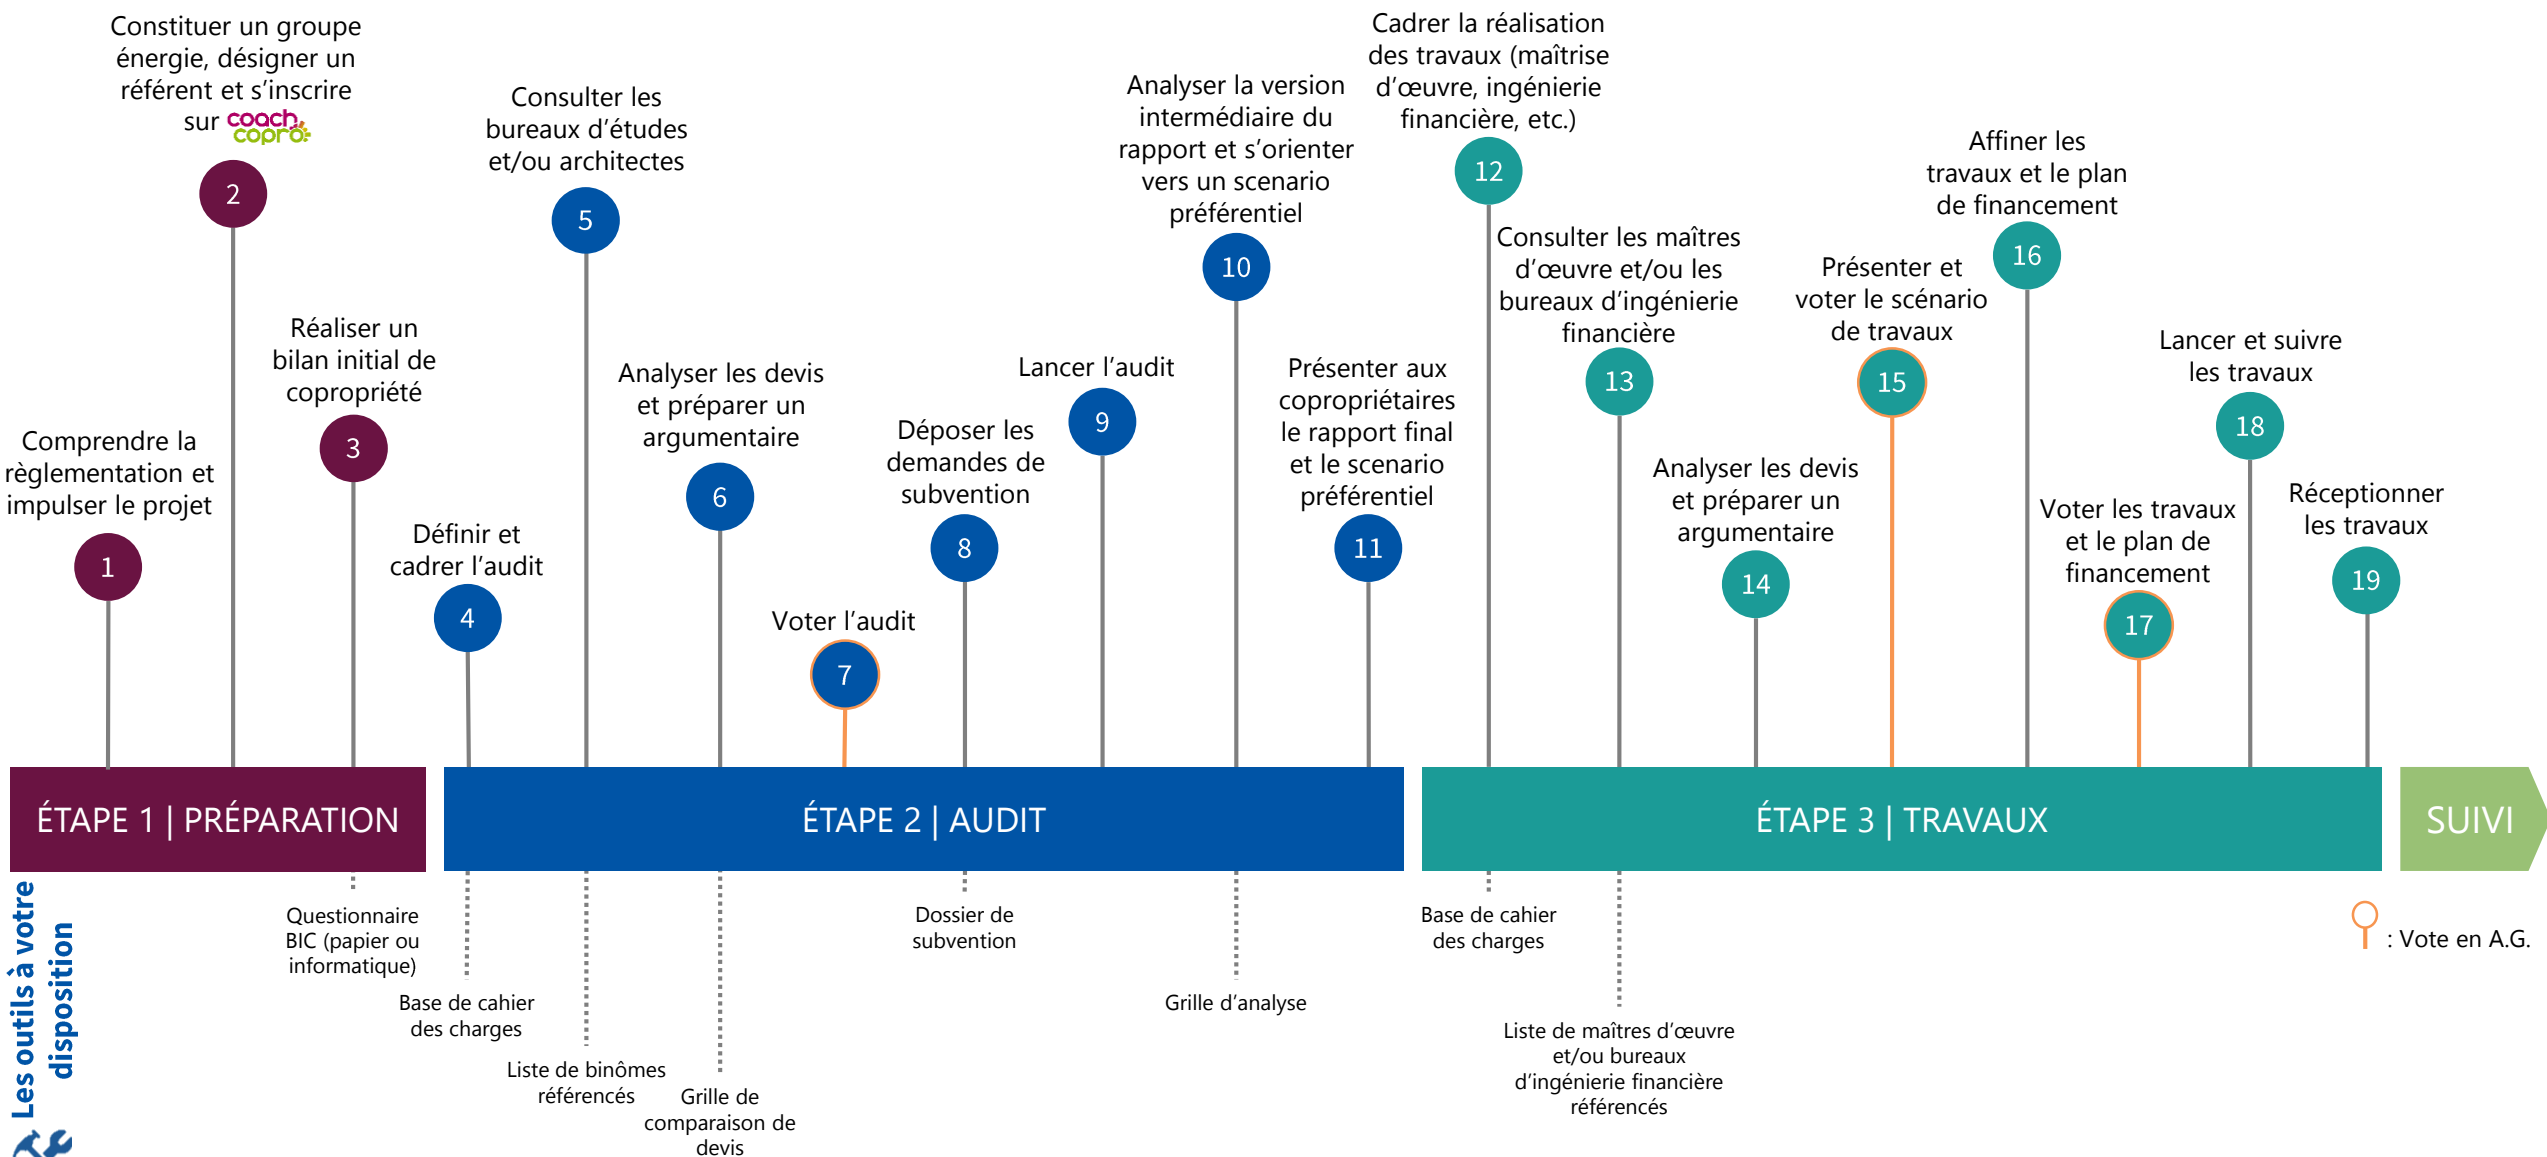 Constituer un groupe
énergie, désigner un
référent et s'inscrire
sur coach
copro
2
Réaliser un
bilan initial de
copropriété
3
Comprendre la
règlementation et
impulser le projet
1
Consulter les
bureaux d'études
et/ou architectes
5
Définir et
cadrer l'audit
4
Analyser les devis
et préparer un
argumentaire
6
Voter l'audit
7
Déposer les
demandes de
subvention
8
Lancer l'audit
9
Analyser la version
intermédiaire du
rapport et s'orienter
vers un scenario
préférentiel
10
Présenter aux
copropriétaires
le rapport final
et le scenario
préférentiel
11
Cadrer la réalisation
des travaux (maîtrise
d'œuvre, ingénierie
financière, etc.)
12
Consulter les maîtres
d'œuvre et/ou les
bureaux d'ingénierie
financière
13
Analyser les devis
et préparer un
argumentaire
14
Présenter et
voter le scénario
de travaux
15
Affiner les
travaux et le plan
de financement
16
Voter les travaux
et le plan de
financement
17
Lancer et suivre
les travaux
18
Réceptionner
les travaux
19
ÉTAPE 1 | PRÉPARATION
ÉTAPE 2 | AUDIT
ÉTAPE 3 | TRAVAUX
SUIVI
Les outils à votre
disposition
Questionnaire
BIC (papier ou
informatique)
Base de cahier
des charges
Liste de binômes
référencés
Grille de
comparaison de
devis
Dossier de
subvention
Grille d'analyse
Base de cahier
des charges
Liste de maîtres d'œuvre
et/ou bureaux
d'ingénierie financière
référencés
: Vote en A.G.